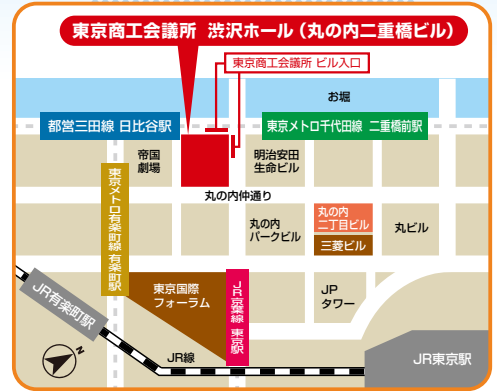 東京商工会議所 渋沢ホール（丸の内二重橋ビル）
東京商工会議所 ビル入口
お堀
都営三田線 日比谷駅
東京メトロ千代田線 二重橋前駅
帝国
劇場
明治安田
生命ビル
丸の内仲通り
東京メトロ有楽町線 有楽町駅
丸の内
パークビル
丸の内
二丁目ビル
三菱ビル
丸ビル
東京国際
フォーラム
JR京葉線 東京駅
JP
タワー
JR有楽町駅
JR線
JR東京駅
N